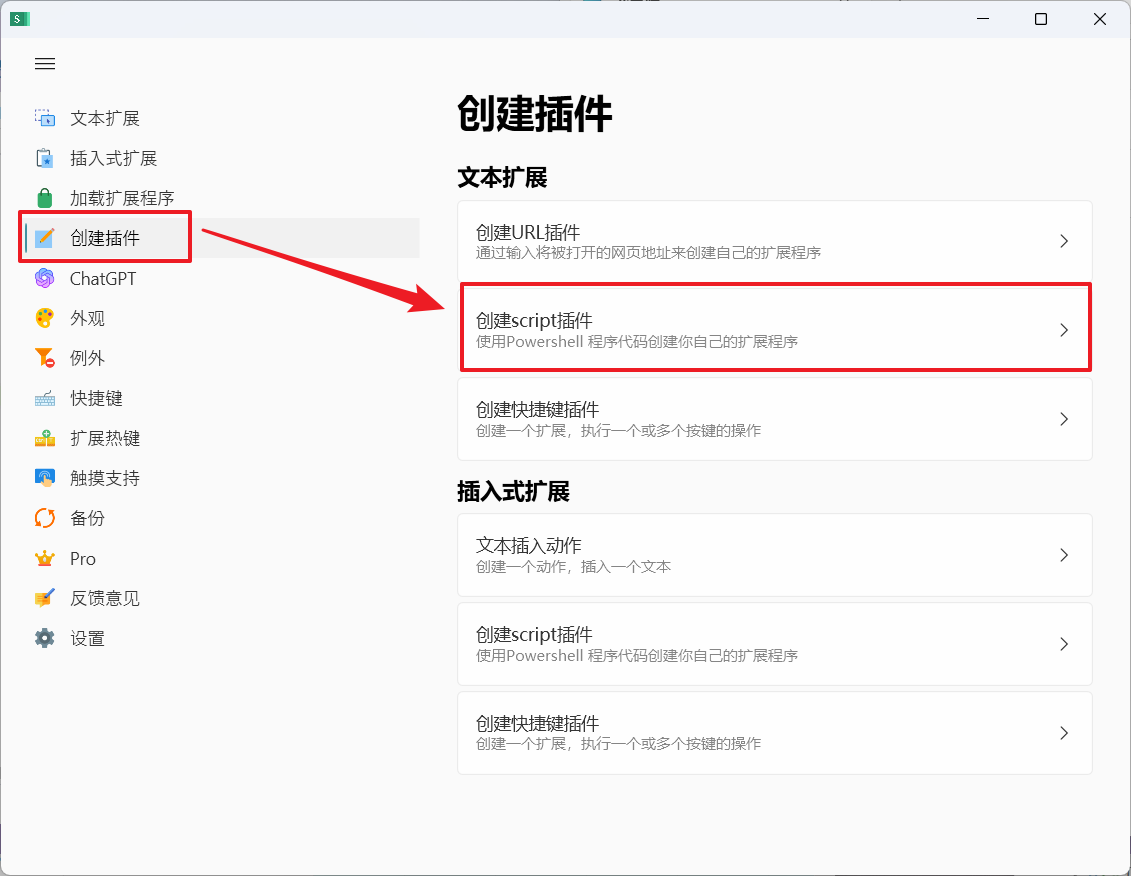 S
文本扩展
插入式扩展
加载扩展程序
创建插件
ChatGPT
外观
例外
快捷键
扩展热键
触摸支持
备份
Pro
反馈意见
设置
创建插件
文本扩展
创建URL插件
通过输入将被打开的网页地址来创建自己的扩展程序
创建script插件
使用Powershell 程序代码创建你自己的扩展程序
创建快捷键插件
创建一个扩展，执行一个或多个按键的操作
插入式扩展
文本插入动作
创建一个动作，插入一个文本
创建script插件
使用Powershell 程序代码创建你自己的扩展程序
创建快捷键插件
创建一个扩展，执行一个或多个按键的操作